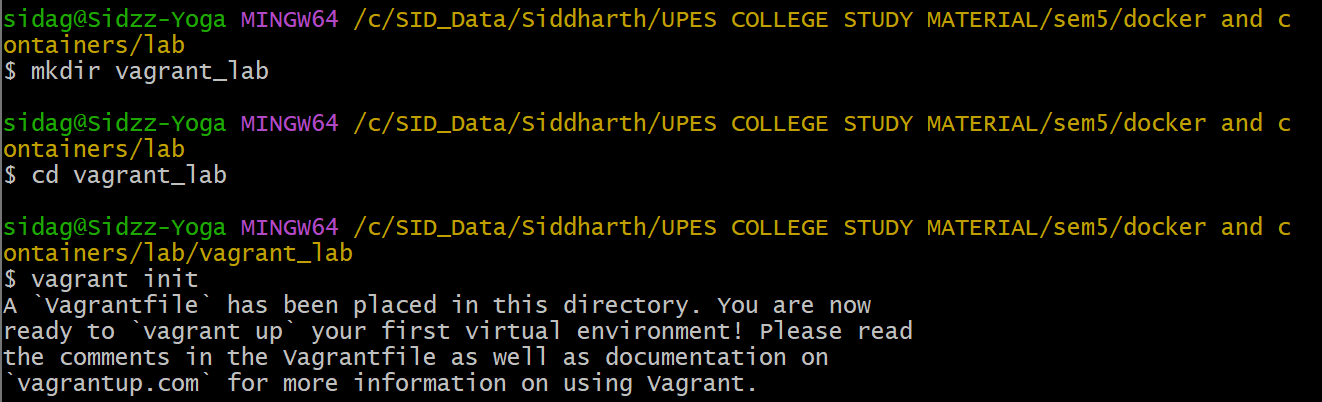 sidag@Sidzz-Yoga MINGW64 /c/SID_Data/Siddharth/UPES COLLEGE STUDY MATERIAL/sem5/docker and c
ontainers/lab
$ mkdir vagrant_lab
sidag@Sidzz-Yoga MINGW64 /c/SID_Data/Siddharth/UPES COLLEGE STUDY MATERIAL/sem5/docker and c
ontainers/lab
$ cd vagrant_lab
sidag@Sidzz-Yoga MINGW64 /c/SID_Data/Siddharth/UPES COLLEGE STUDY MATERIAL/sem5/docker and c
ontainers/lab/vagrant_lab
$ vagrant init
A `Vagrantfile` has been placed in this directory. You are now
ready to `vagrant up` your first virtual environment! Please read
the comments in the Vagrantfile as well as documentation on
`vagrantup.com` for more information on using Vagrant.